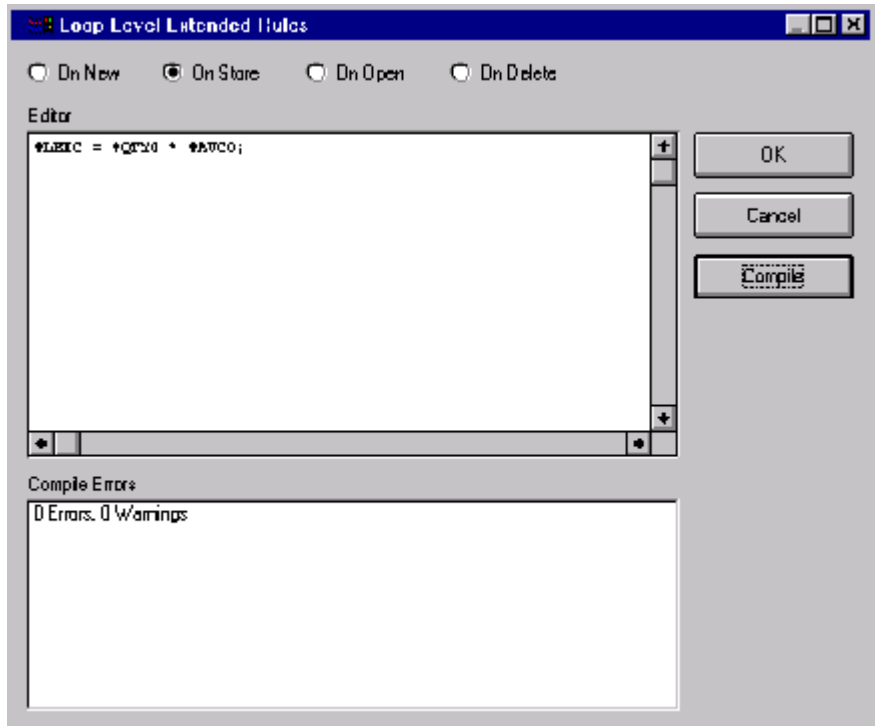 Loop Level Extended Rules
On New On Store On Open On Delete
Editor
OK
Cancel
Compile
Compile Errors
0 Errors, 0 Warnings